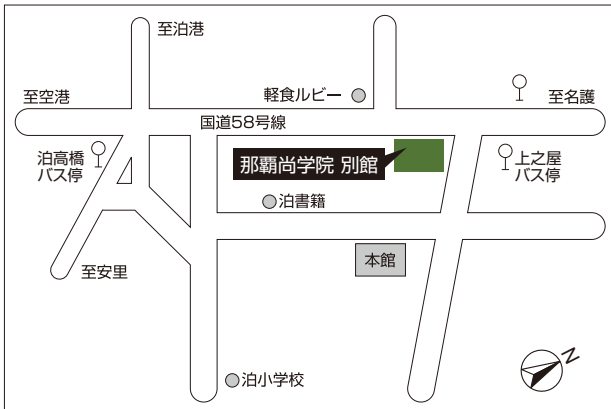 至泊港
至空港
軽食ルビー
至名護
国道58号線
泊高橋
バス停
那覇尚学院 別館
上之屋
バス停
泊書籍
本館
至安里
泊小学校
N